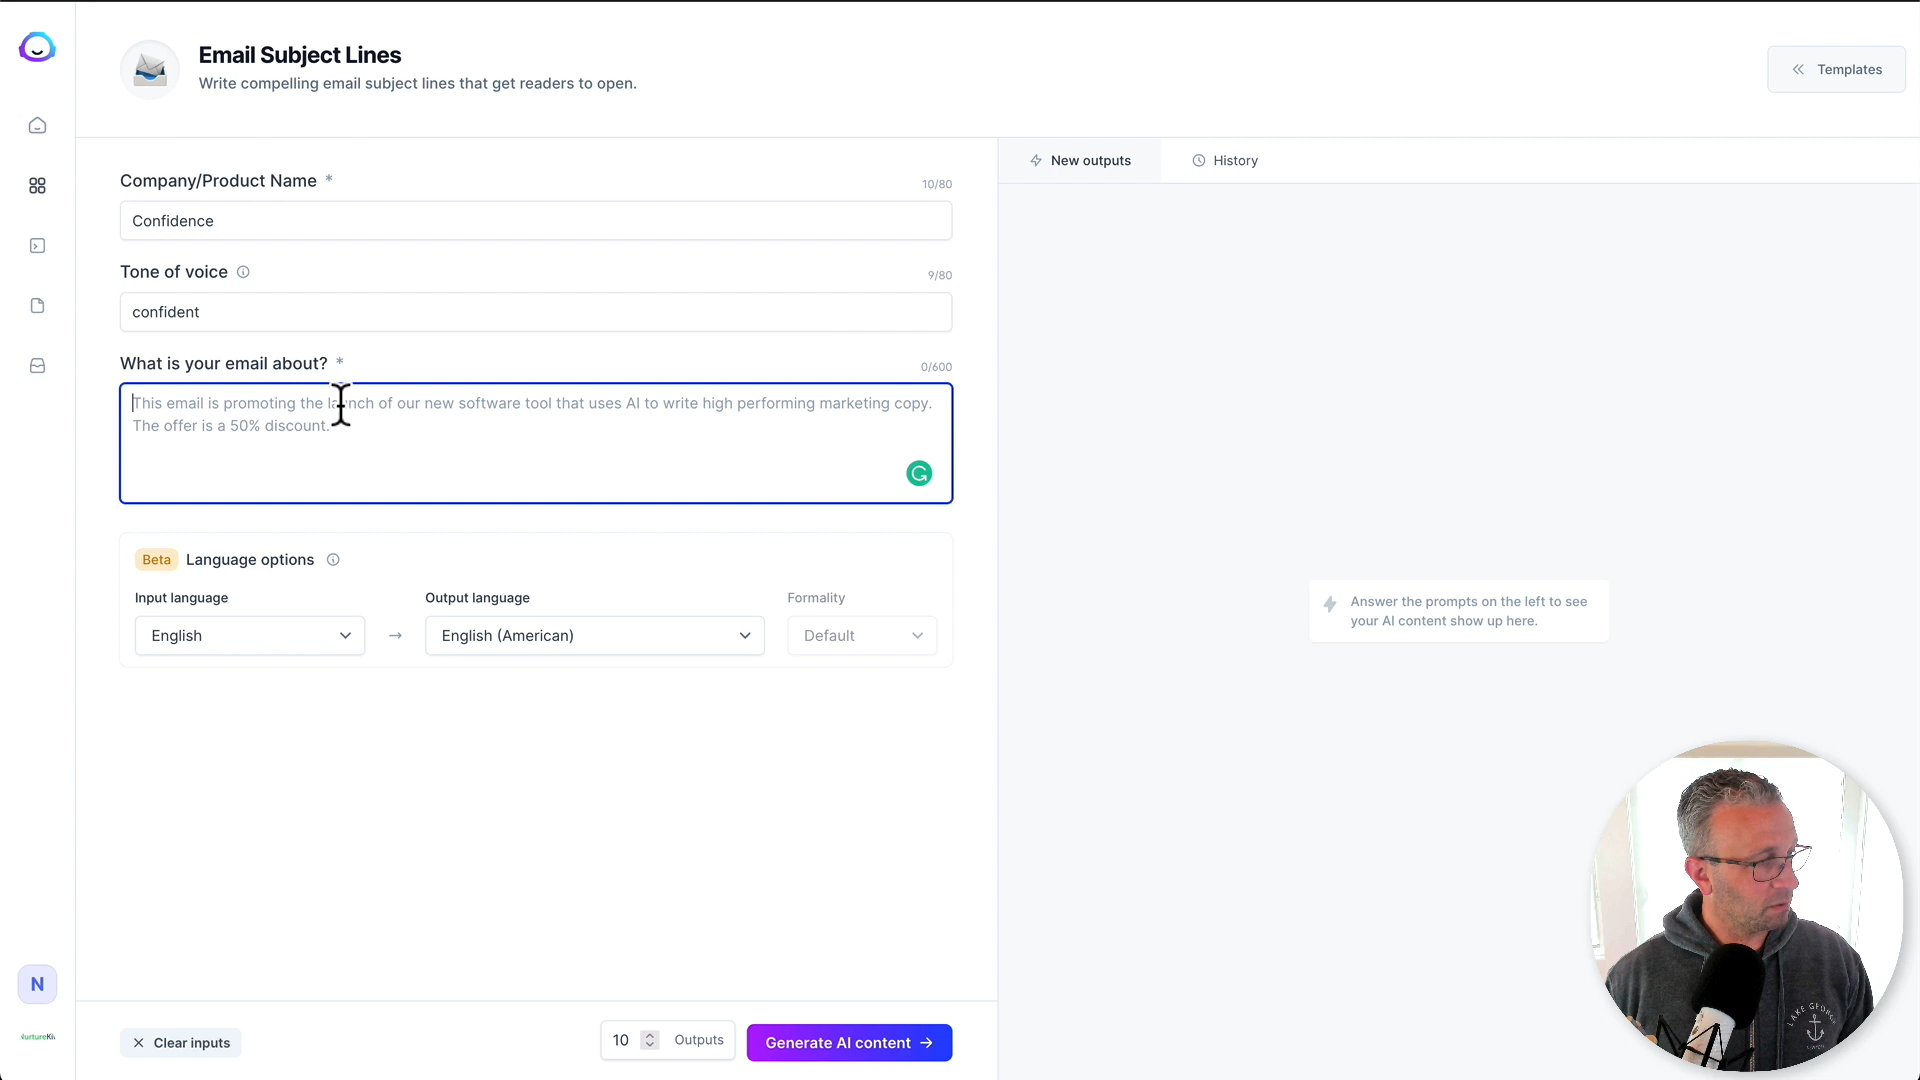 Email Subject Lines
Write compelling email subject lines that get readers to open.
Templates
Company/Product Name *
10/80
Confidence
Tone of voice
9/80
confident
What is your email about? *
0/600
This email is promoting the launch of our new software tool that uses AI to write high performing marketing copy.
The offer is a 50% discount.
Beta Language options
Input language
Output language
Formality
English
English (American)
Default
Clear inputs
10
Outputs
Generate AI content
New outputs
History
Answer the prompts on the left to see
your AI content show up here.
N
LAKE GEORGE